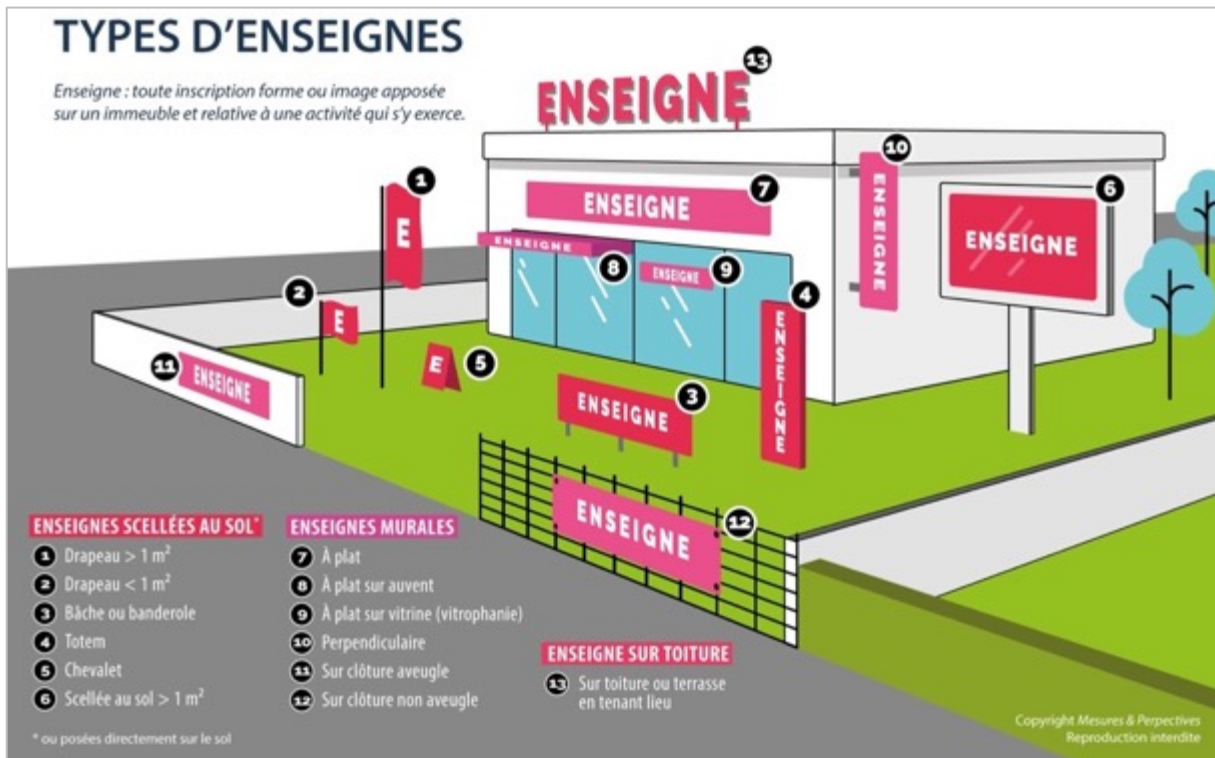 TYPES D'ENSEIGNES
Enseigne : toute inscription forme ou image apposée
sur un immeuble et relative à une activité qui s'y exerce.
ENSEIGNE
13
10
ENSEIGNE
6
ENSEIGNE
1
E
7
ENSEIGNE
ENSEIGNE
8
ENSEIGNE
9
2
E
4
ENSEIGNE
11
ENSEIGNE
E
5
3
ENSEIGNE
12
ENSEIGNE
ENSEIGNES SCELLÉES AU SOL*
1 Drapeau > 1 m²
2 Drapeau < 1 m²
3 Bâche ou banderole
4 Totem
5 Chevalet
6 Scellée au sol > 1 m²
* ou posées directement sur le sol
ENSEIGNES MURALES
7 À plat
8 À plat sur auvent
9 À plat sur vitrine (vitrophanie)
10 Perpendiculaire
11 Sur clôture aveugle
12 Sur clôture non aveugle
ENSEIGNE SUR TOITURE
13 Sur toiture ou terrasse
en tenant lieu
Copyright Mesures & Perpectives
Reproduction interdite